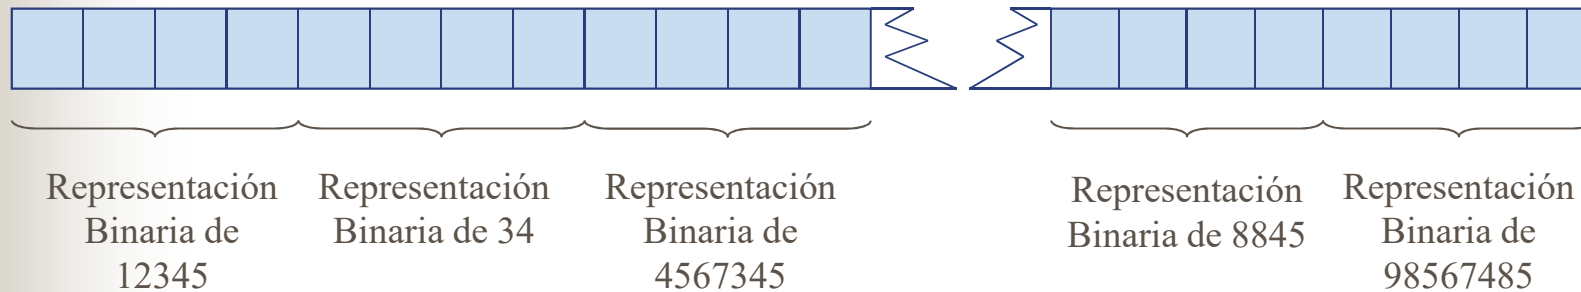 Representación
Binaria de
12345
Representación
Binaria de 34
Representación
Binaria de
4567345
Representación
Binaria de 8845
Representación
Binaria de
98567485